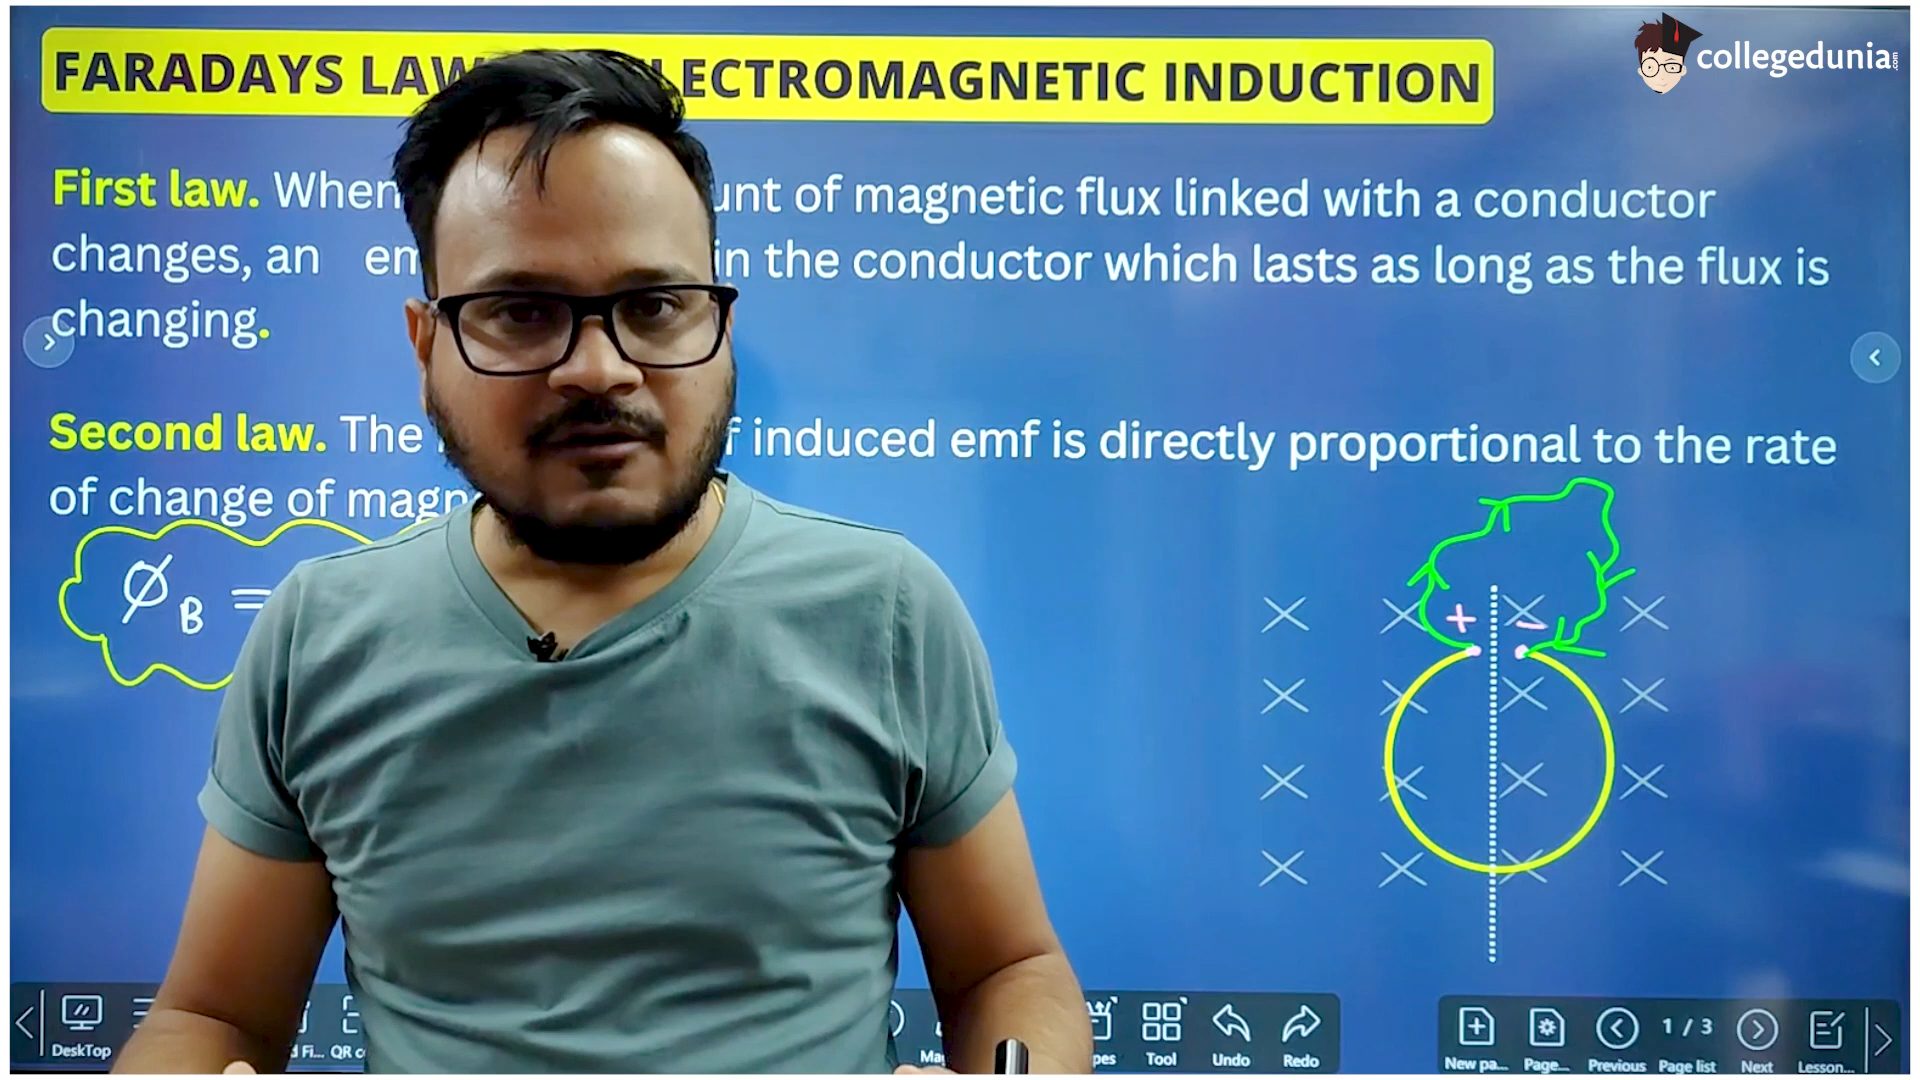 collegedunia
.com
FARADAYS LAW ECTROMAGNETIC INDUCTION
First law. When unt of magnetic flux linked with a conductor
changes, an em in the conductor which lasts as long as the flux is
changing.
Second law. The f induced emf is directly proportional to the rate
of change of magn
ϕ B =
+ −
DeskTop
QR c
Ma
pes
Tool
Undo
Redo
New pa...
Page...
Previous
1 / 3
Page list
Next
Lesson...